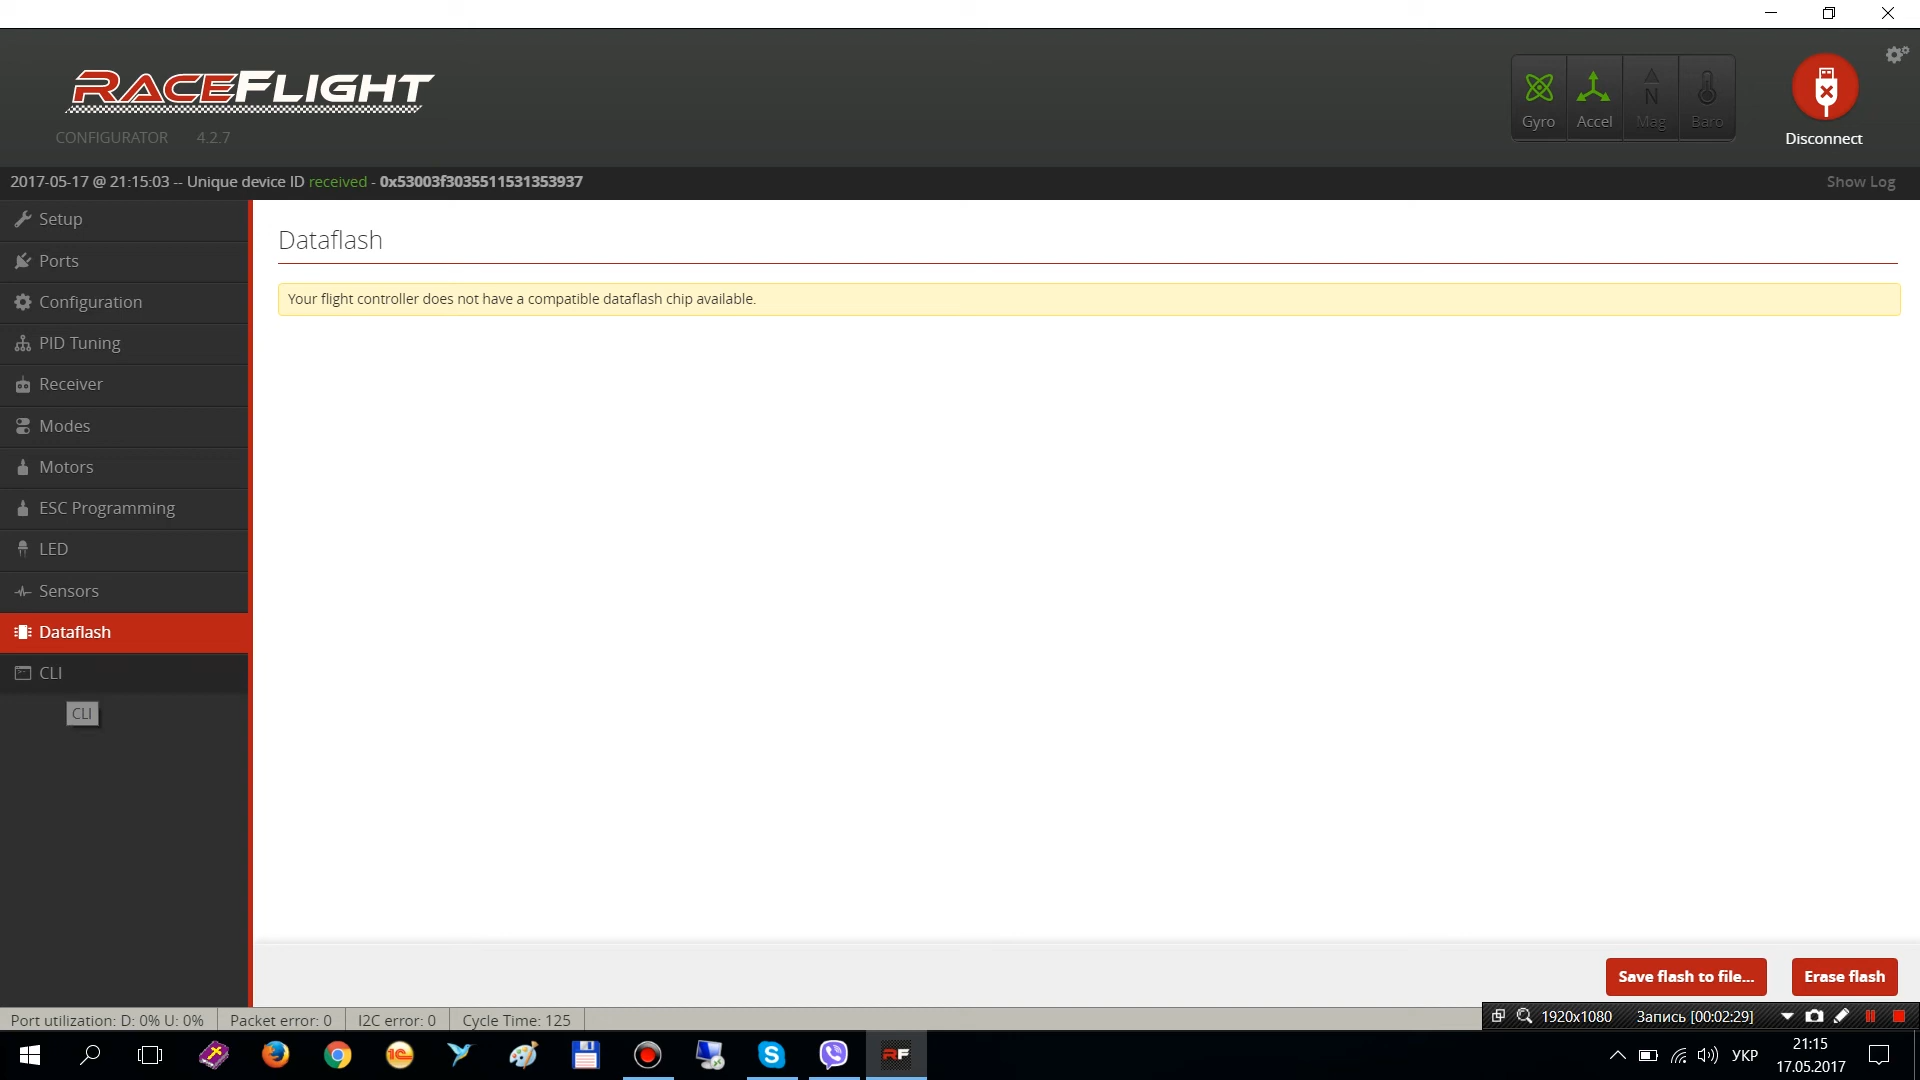 RACEFLIGHT
CONFIGURATOR 4.2.7
Gyro
Accel
N
Mag
Baro
Disconnect
2017-05-17 @ 21:15:03 -- Unique device ID received - 0x53003f3035511531353937
Show Log
Setup
Ports
Configuration
PID Tuning
Receiver
Modes
Motors
ESC Programming
LED
Sensors
Dataflash
CLI
CLI
Dataflash
Your flight controller does not have a compatible dataflash chip available.
Save flash to file...
Erase flash
Port utilization: D: 0% U: 0%
Packet error: 0
I2C error: 0
Cycle Time: 125
1920x1080
Запись [00:02:29]
1C
S
RF
УКР
21:15
17.05.2017